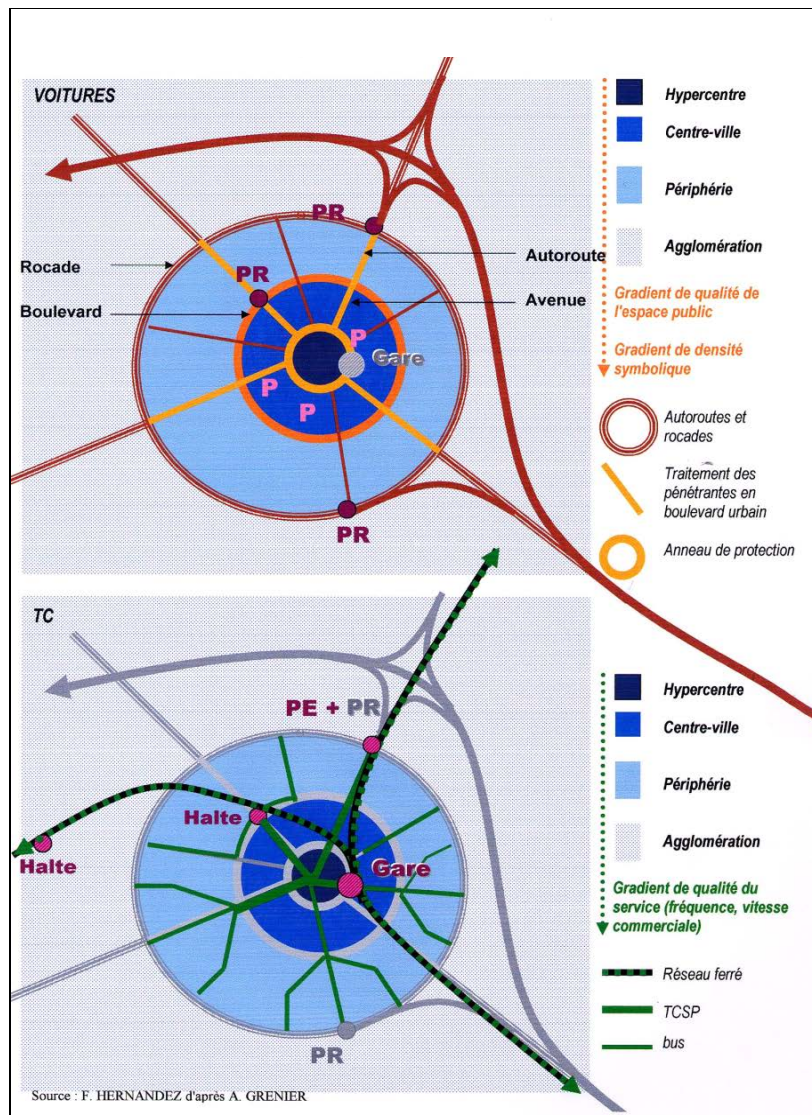 VOITURES
PR
Rocade
Autoroute
PR
Boulevard
Avenue
P
Gare
P
P
PR
Hypercentre
Centre-ville
Périphérie
Agglomération
Gradient de qualité de
l'espace public
Gradient de densité
symbolique
Autoroutes et
rocades
Traitement des
pénétrantes en
boulevard urbain
Anneau de protection
TC
PE + PR
Halte
Halte
Gare
PR
Hypercentre
Centre-ville
Périphérie
Agglomération
Gradient de qualité du
service (fréquence, vitesse
commerciale)
Réseau ferré
TCSP
bus
Source : F. HERNANDEZ d'après A. GRENIER